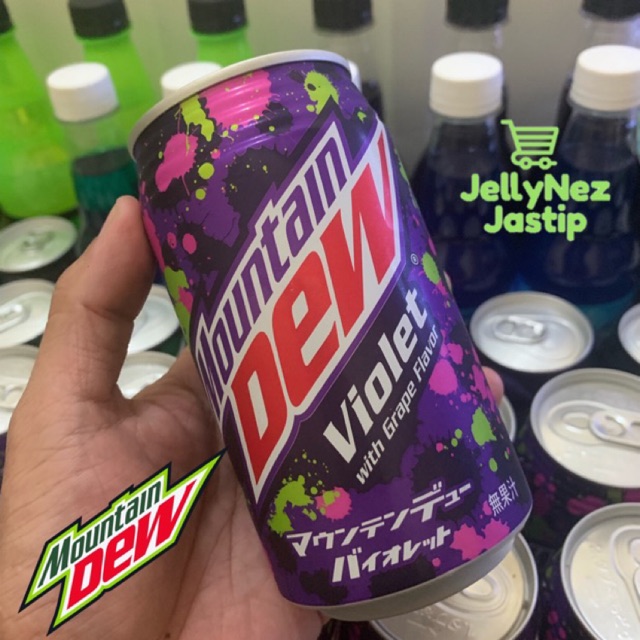 Mountain
Dew
®
Violet
with Grape Flavor
マウンテンデュー
バイオレット
無果汁
JellyNez
Jastip
Mountain
Dew